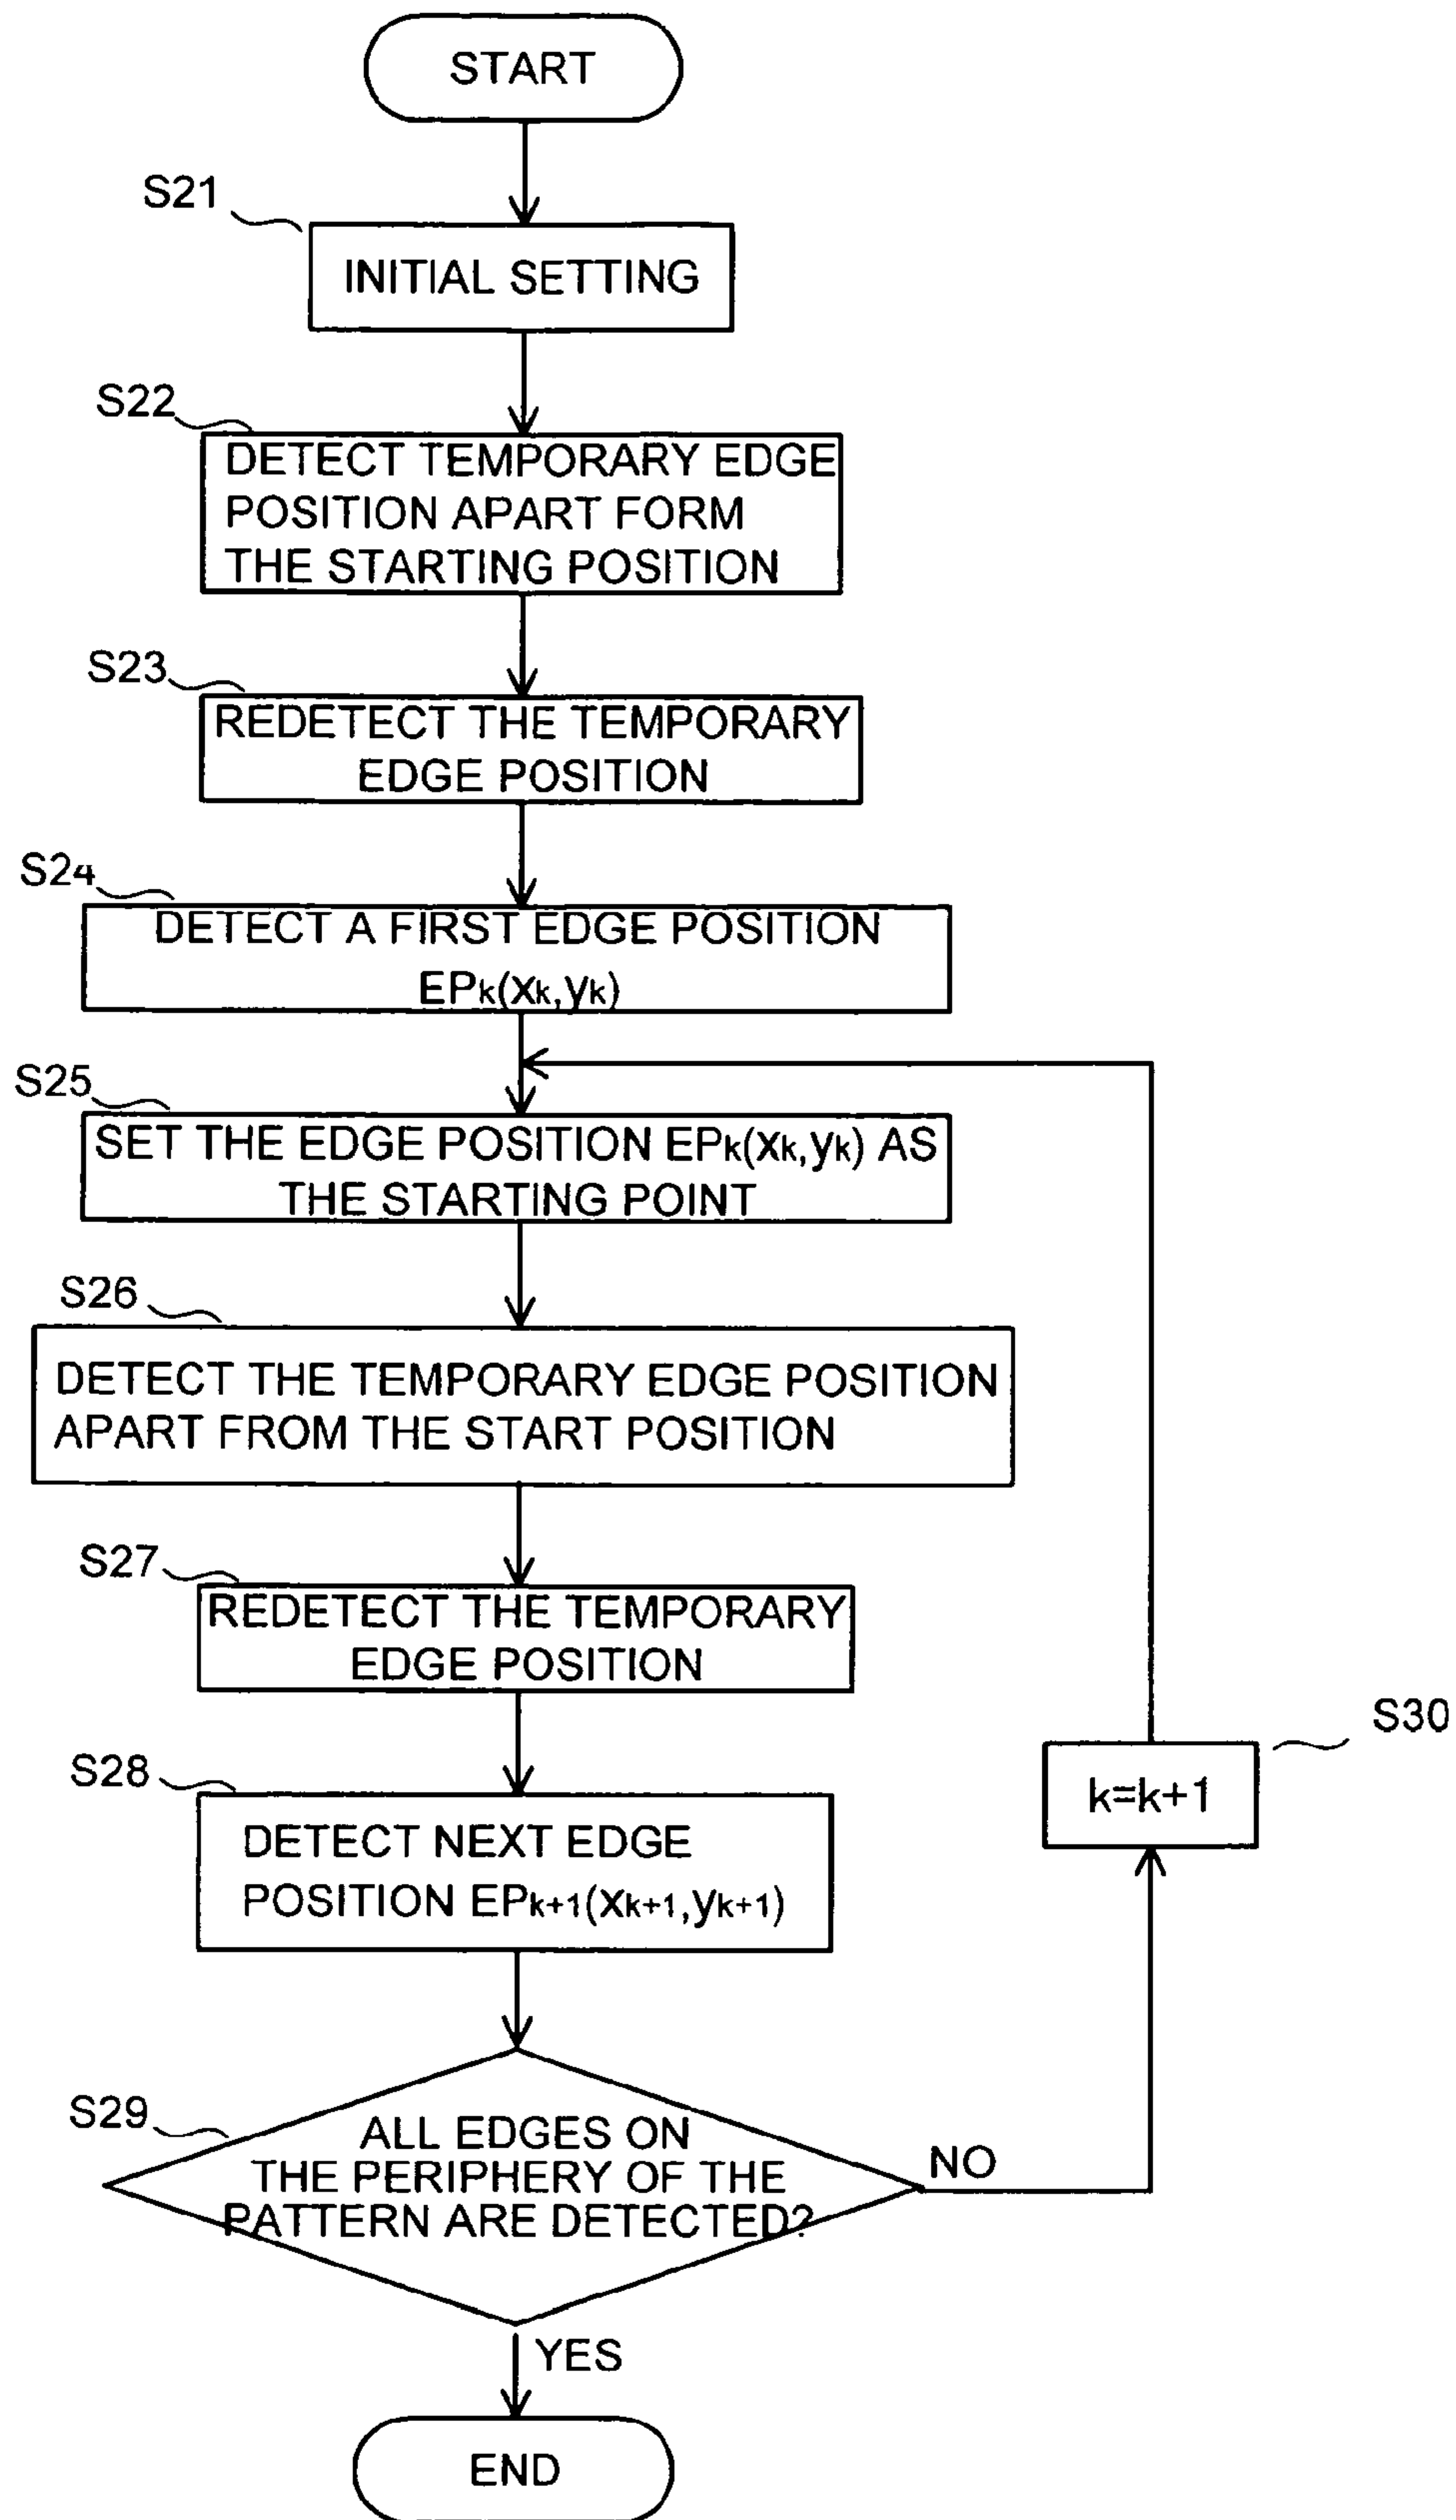 START
S21
INITIAL SETTING
S22
DETECT TEMPORARY EDGE
POSITION APART FORM
THE STARTING POSITION
S23
REDETECT THE TEMPORARY
EDGE POSITION
S24
DETECT A FIRST EDGE POSITION
EPk(xk,yk)
S25
SET THE EDGE POSITION EPk(xk,yk) AS
THE STARTING POINT
S26
DETECT THE TEMPORARY EDGE POSITION
APART FROM THE START POSITION
S27
REDETECT THE TEMPORARY
EDGE POSITION
S28
DETECT NEXT EDGE
POSITION EPk+1(xk+1,yk+1)
S29
ALL EDGES ON
THE PERIPHERY OF THE
PATTERN ARE DETECTED?
NO
S30
k=k+1
YES
END